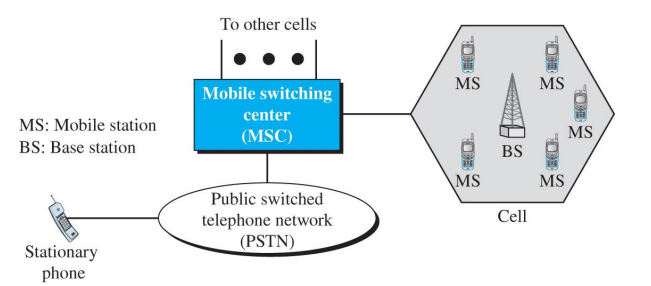 To other cells
Mobile switching
center
(MSC)
MS: Mobile station
BS: Base station
MS
MS
MS
BS
MS
MS
Cell
Public switched
telephone network
(PSTN)
Stationary
phone